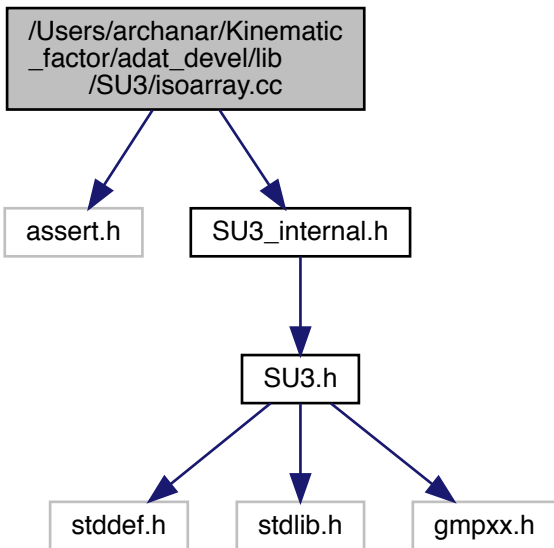 /Users/archanar/Kinematic
_factor/adat_devel/lib
/SU3/isoarray.cc
assert.h
SU3_internal.h
SU3.h
stddef.h
stdlib.h
gmpxx.h